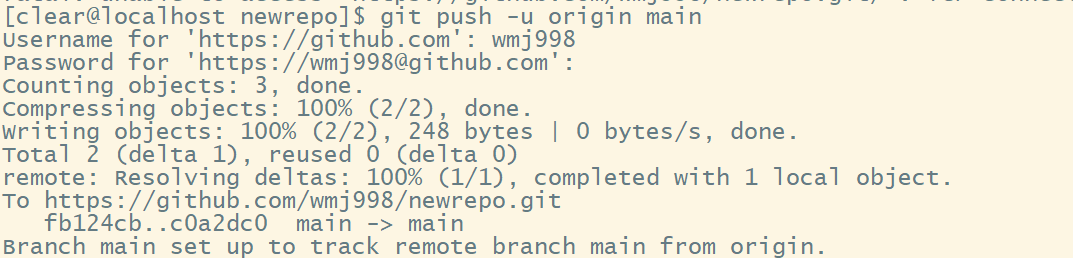 [clear@localhost newrepo]$ git push -u origin main
Username for 'https://github.com': wmj998
Password for 'https://wmj998@github.com':
Counting objects: 3, done.
Compressing objects: 100% (2/2), done.
Writing objects: 100% (2/2), 248 bytes | 0 bytes/s, done.
Total 2 (delta 1), reused 0 (delta 0)
remote: Resolving deltas: 100% (1/1), completed with 1 local object.
To https://github.com/wmj998/newrepo.git
   fb124cb..c0a2dc0  main -> main
Branch main set up to track remote branch main from origin.